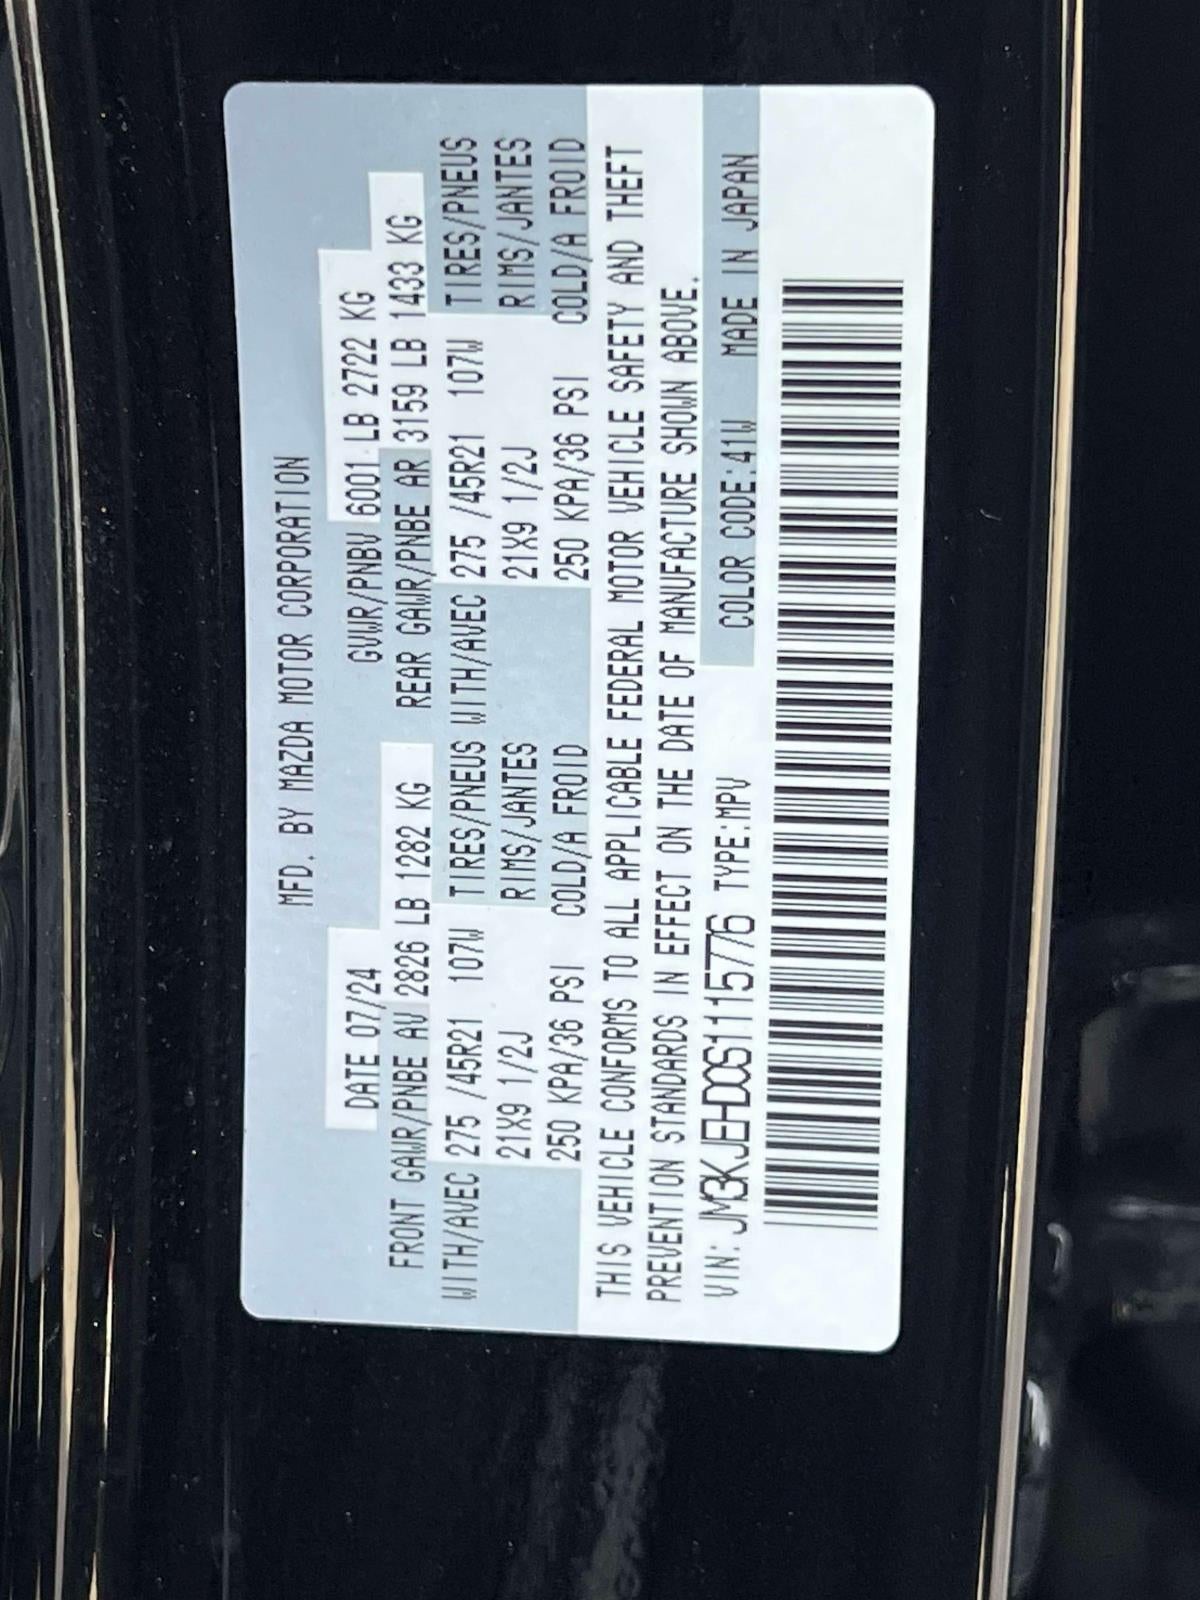 MFD. BY MAZDA MOTOR CORPORATION
DATE 07/24 GVWR/PNBV 6001 LB 2722 KG
FRONT GAWR/PNBE AV 2826 LB 1282 KG REAR GAWR/PNBE AR 3159 LB 1433 KG
WITH/AVEC 275 /45R21 107W TIRES/PNEUS WITH/AVEC 275 /45R21 107W TIRES/PNEUS
21X9 1/2J RIMS/JANTES 21X9 1/2J RIMS/JANTES
250 KPA/36 PSI COLD/A FROID 250 KPA/36 PSI COLD/A FROID
THIS VEHICLE CONFORMS TO ALL APPLICABLE FEDERAL MOTOR VEHICLE SAFETY AND THEFT
PREVENTION STANDARDS IN EFFECT ON THE DATE OF MANUFACTURE SHOWN ABOVE.
VIN: JM3KJEHD0S1115776 TYPE:MPV COLOR CODE:41W MADE IN JAPAN